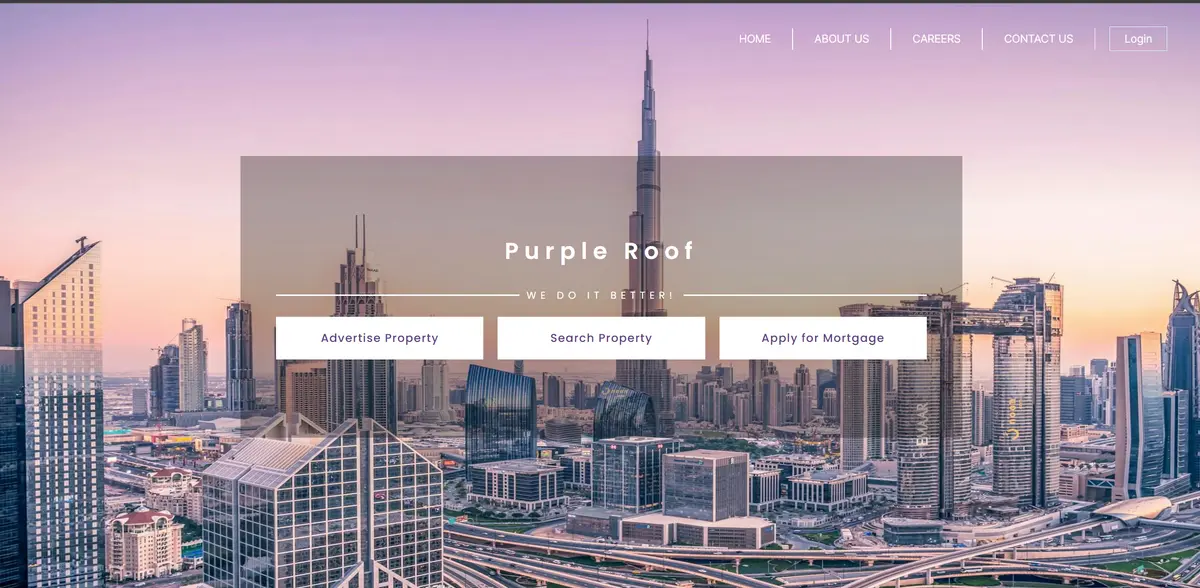 HOME
ABOUT US
CAREERS
CONTACT US
Login
Purple Roof
WE DO IT BETTER!
Advertise Property
Search Property
Apply for Mortgage
EMAAR